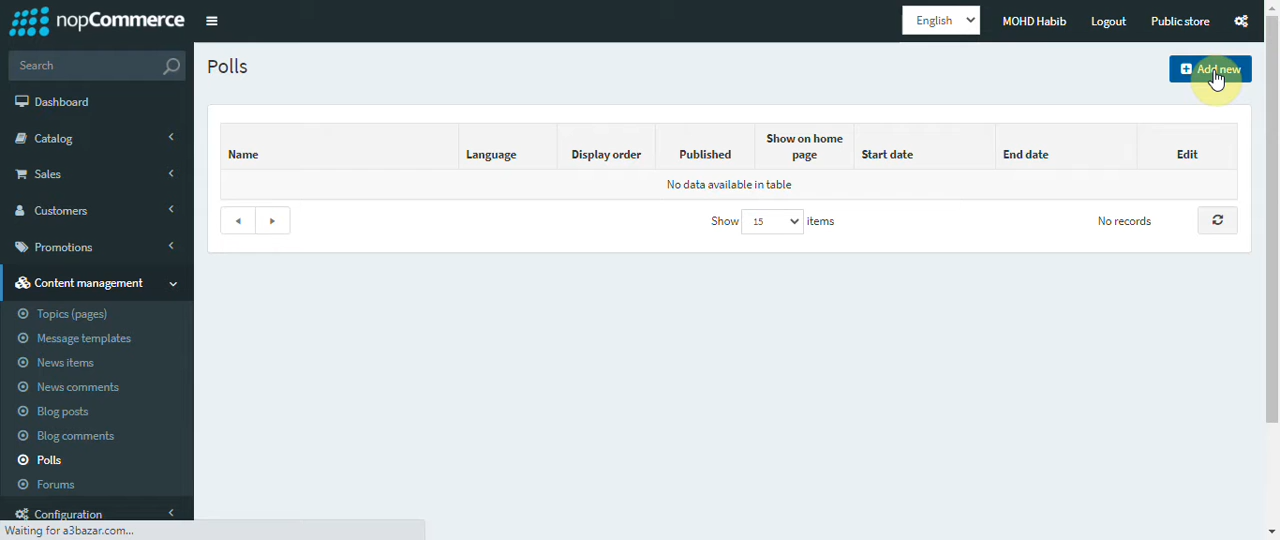 nopCommerce
English
MOHD Habib
Logout
Public store
Search
Polls
Add new
Dashboard
Catalog
Sales
Customers
Promotions
Content management
Topics (pages)
Message templates
News items
News comments
Blog posts
Blog comments
Polls
Forums
Configuration
Name
Language
Display order
Published
Show on home
page
Start date
End date
Edit
No data available in table
Show 15 items
No records
Waiting for a3bazar.com...